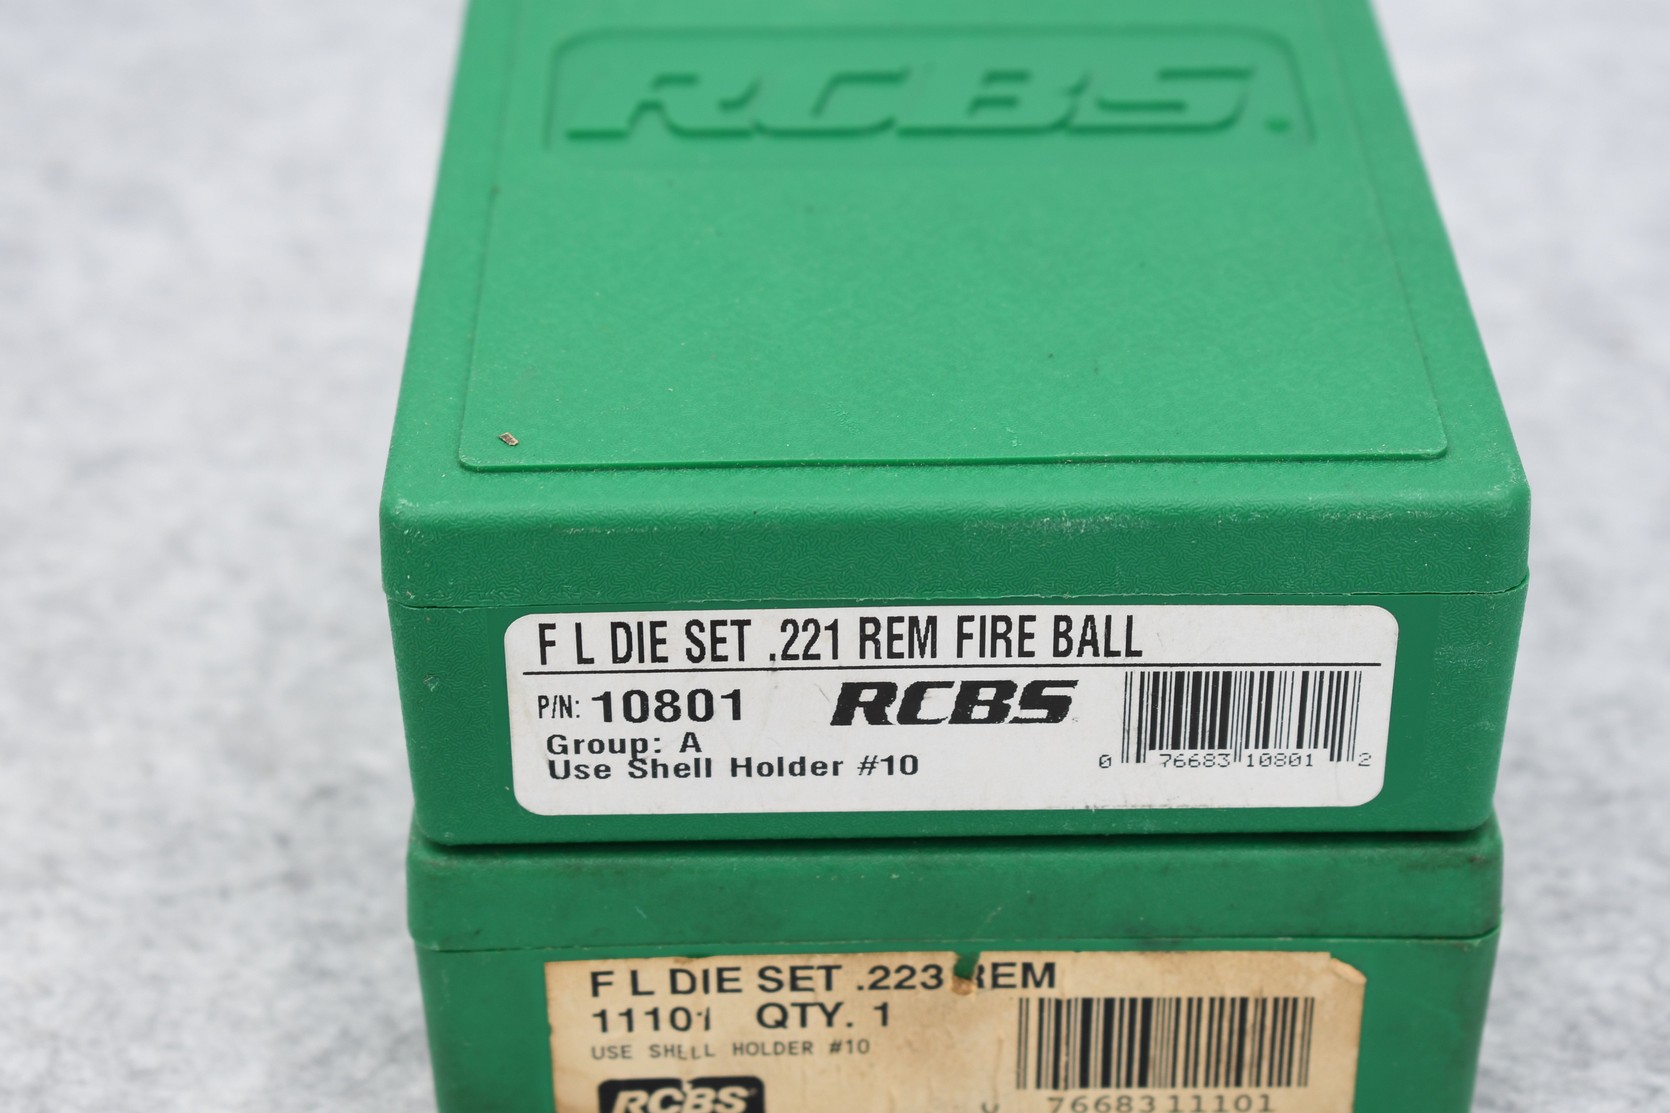 RCBS.
F L DIE SET .221 REM FIRE BALL
P/N: 10801 RCBS
Group: A
Use Shell Holder #10
0 76683 10801 2
F L DIE SET .223 REM
11101 QTY. 1
USE SHELL HOLDER #10
RCBS
7668311101